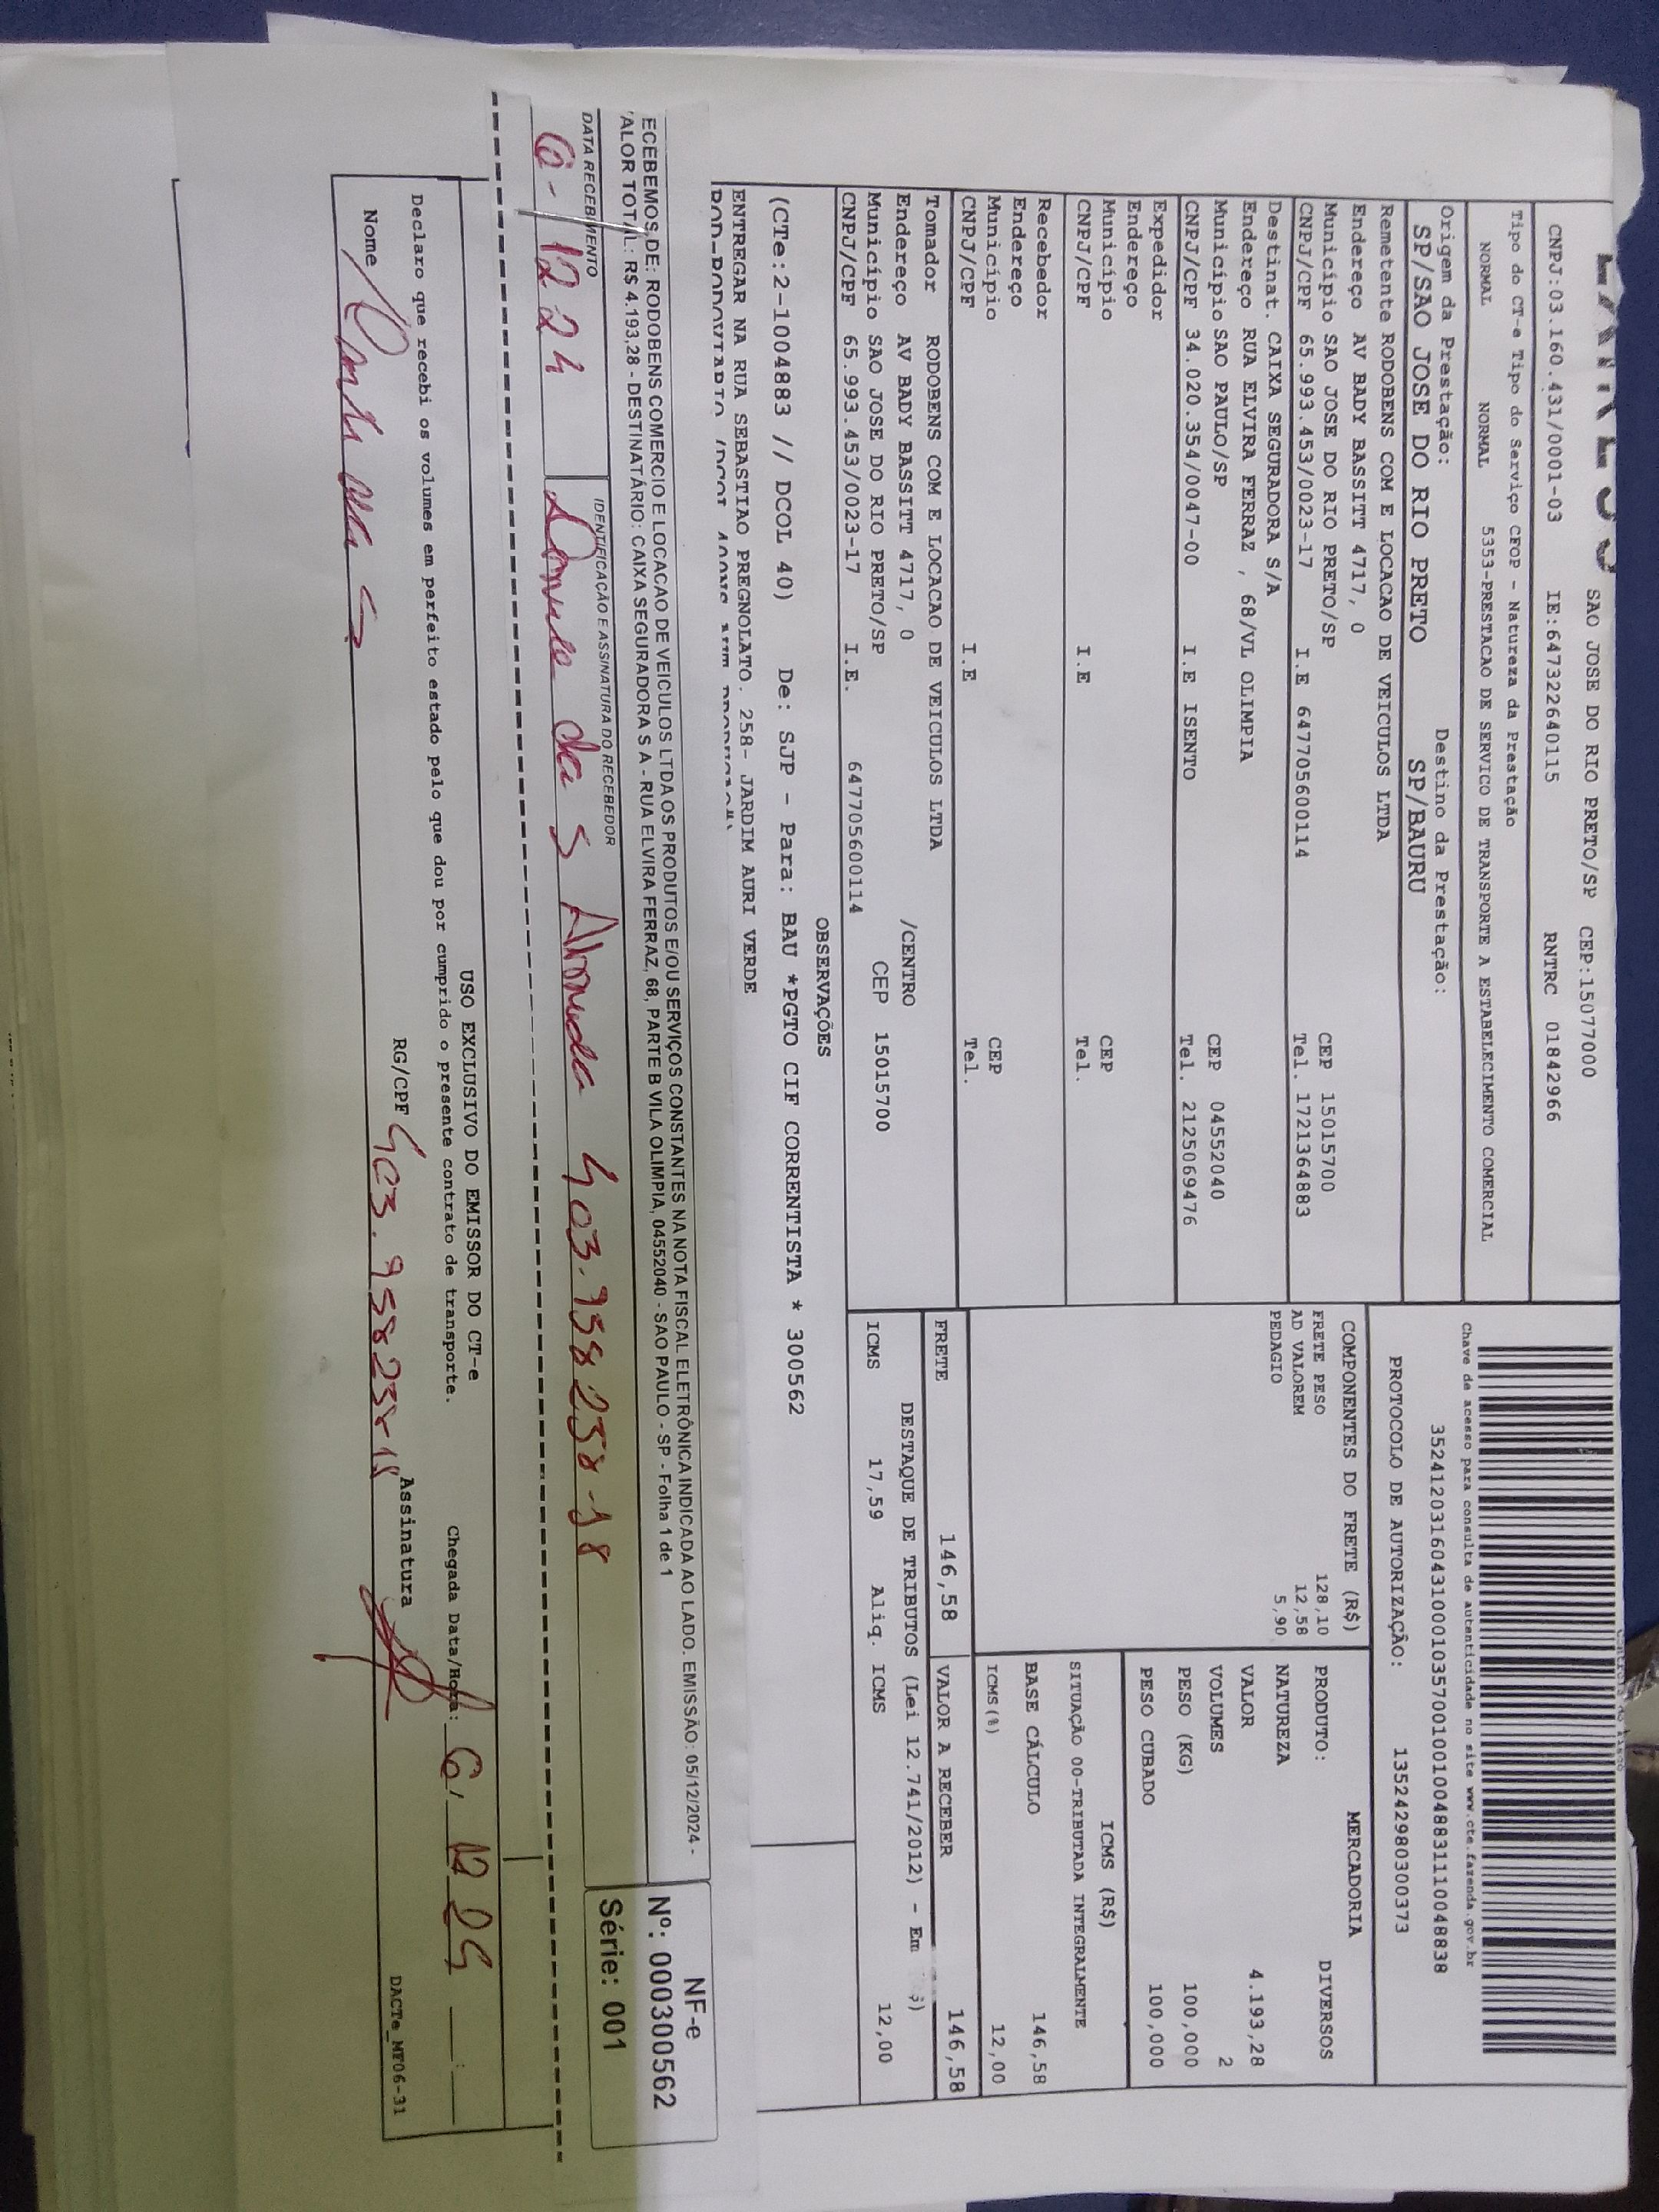 SAO JOSE DO RIO PRETO/SP CEP:15077000
CNPJ:03.160.431/0001-03 IE:647322640115 RNTRC 01842966
Tipo do CT-e Tipo do Serviço CFOP - Natureza da Prestação
NORMAL NORMAL 5353-PRESTACAO DE SERVICO DE TRANSPORTE A ESTABELECIMENTO COMERCIAL
Origem da Prestação: Destino da Prestação:
SP/SAO JOSE DO RIO PRETO SP/BAURU
Remetente RODOBENS COM E LOCACAO DE VEICULOS LTDA
Endereço AV BADY BASSITT 4717, 0
Município SAO JOSE DO RIO PRETO/SP CEP 15015700
CNPJ/CPF 65.993.453/0023-17 I.E 647705600114 Tel. 1721364883
Destinat. CAIXA SEGURADORA S/A
Endereço RUA ELVIRA FERRAZ , 68/VL OLIMPIA
Município SAO PAULO/SP CEP 04552040
CNPJ/CPF 34.020.354/0047-00 I.E ISENTO Tel. 2125069476
Expedidor
Endereço
Município CEP
CNPJ/CPF I.E Tel.
Recebedor
Endereço
Município CEP
CNPJ/CPF I.E Tel.
Tomador RODOBENS COM E LOCACAO DE VEICULOS LTDA
Endereço AV BADY BASSITT 4717, 0 /CENTRO
Município SAO JOSE DO RIO PRETO/SP CEP 15015700
CNPJ/CPF 65.993.453/0023-17 I.E. 647705600114
Chave de acesso para consulta de autenticidade no site www.cte.fazenda.gov.br
35241203160431000103570010010048831110048838
PROTOCOLO DE AUTORIZAÇÃO: 135242980300373
COMPONENTES DO FRETE (R$)
FRETE PESO 128,10
AD VALOREM 12,58
PEDAGIO 5,90
MERCADORIA
PRODUTO: DIVERSOS
NATUREZA
VALOR 4.193,28
VOLUMES 2
PESO (KG) 100,000
PESO CUBADO 100,000
ICMS (R$)
SITUAÇÃO 00-TRIBUTADA INTEGRALMENTE
BASE CÁLCULO 146,58
ICMS(%) 12,00
FRETE 146,58 VALOR A RECEBER 146,58
DESTAQUE DE TRIBUTOS (Lei 12.741/2012) - Em
ICMS 17,59 Aliq. ICMS 12,00
OBSERVAÇÕES
(CTe:2-1004883 // DCOL 40) De: SJP - Para: BAU *PGTO CIF CORRENTISTA * 300562
ENTREGAR NA RUA SEBASTIAO PREGNOLATO. 258- JARDIM AURI VERDE
ECEBEMOS DE: RODOBENS COMERCIO E LOCACAO DE VEICULOS LTDA OS PRODUTOS E/OU SERVIÇOS CONSTANTES NA NOTA FISCAL ELETRÔNICA INDICADA AO LADO. EMISSÃO: 05/12/2024 -
ALOR TOTAL: R$ 4.193,28 - DESTINATÁRIO: CAIXA SEGURADORA S A - RUA ELVIRA FERRAZ, 68, PARTE B VILA OLIMPIA, 04552040 - SAO PAULO - SP - Folha 1 de 1
DATA RECEBIMENTO IDENTIFICAÇÃO E ASSINATURA DO RECEBEDOR
6-12 24 da S 403.958 238-18
NF-e
Nº: 000300562
Série: 001
USO EXCLUSIVO DO EMISSOR DO CT-e
Declaro que recebi os volumes em perfeito estado pelo que dou por cumprido o presente contrato de transporte. Chegada Data/Hora: 6, 12 24
Nome RG/CPF 403.958 238-18 Assinatura
DACTe_MF06-31